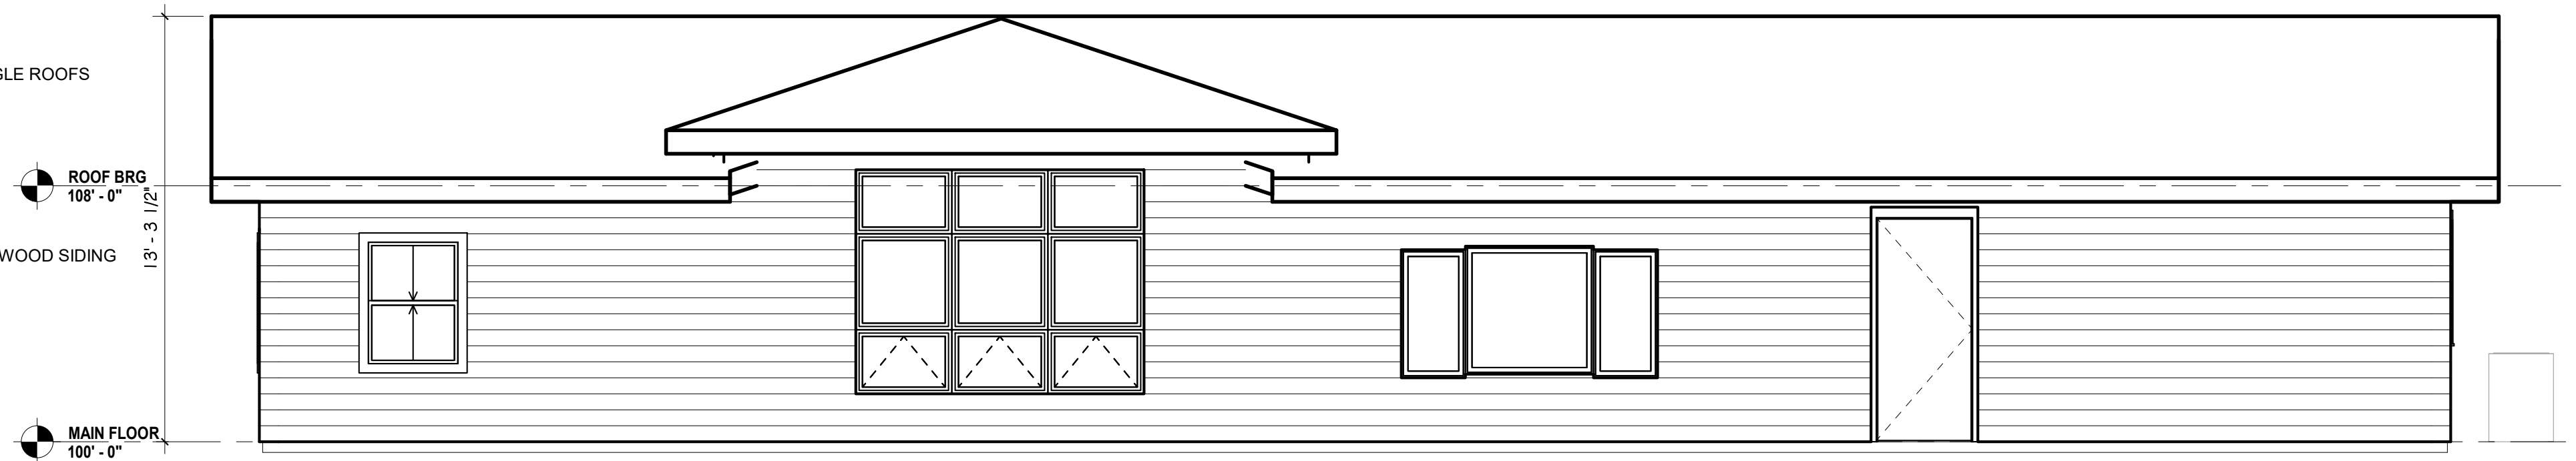 GLE ROOFS
ROOF BRG
108' - 0"
13' - 3 1/2"
WOOD SIDING
MAIN FLOOR
100' - 0"